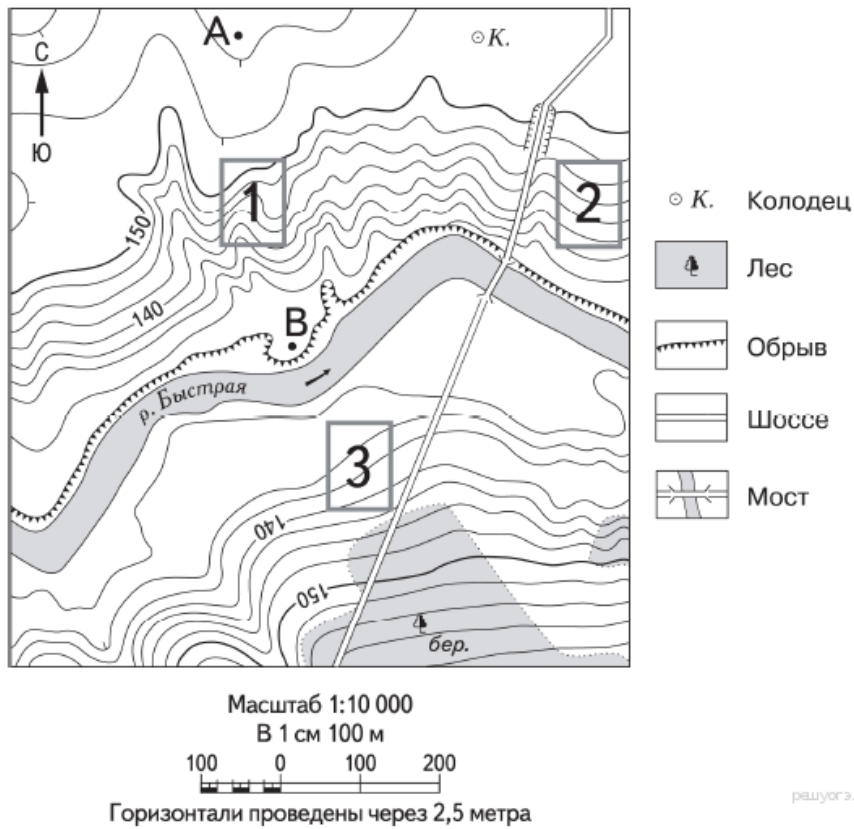 А
К.
С
Ю
1
2
150
140
В
р. Быстрая
3
140
150
бер.
К. Колодец
Лес
Обрыв
Шоссе
Мост
Масштаб 1:10 000
В 1 см 100 м
100 0 100 200
Горизонтали проведены через 2,5 метра
решуогэ.